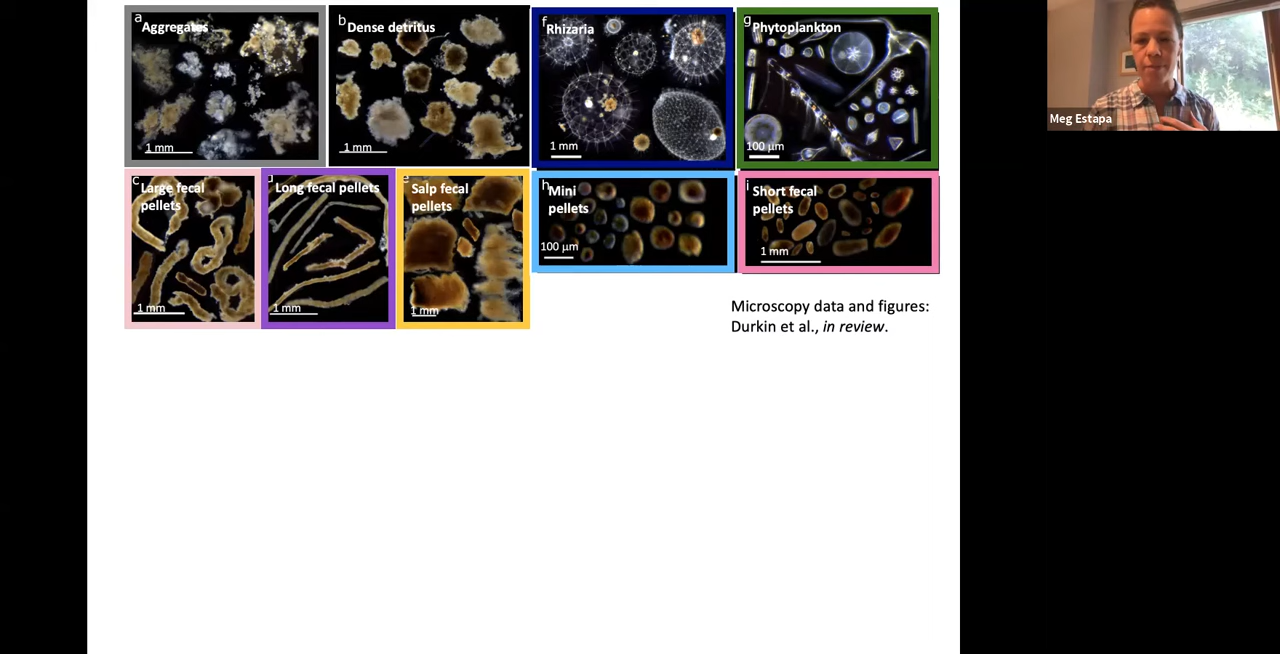 a
Aggregates
1 mm
b
Dense detritus
1 mm
f
Rhizaria
1 mm
g
Phytoplankton
100 µm
Meg Estapa
c
Large fecal
pellets
1 mm
Long fecal pellets
1 mm
e
Salp fecal
pellets
1 mm
h
Mini
pellets
100 µm
i
Short fecal
pellets
1 mm
Microscopy data and figures:
Durkin et al., in review.